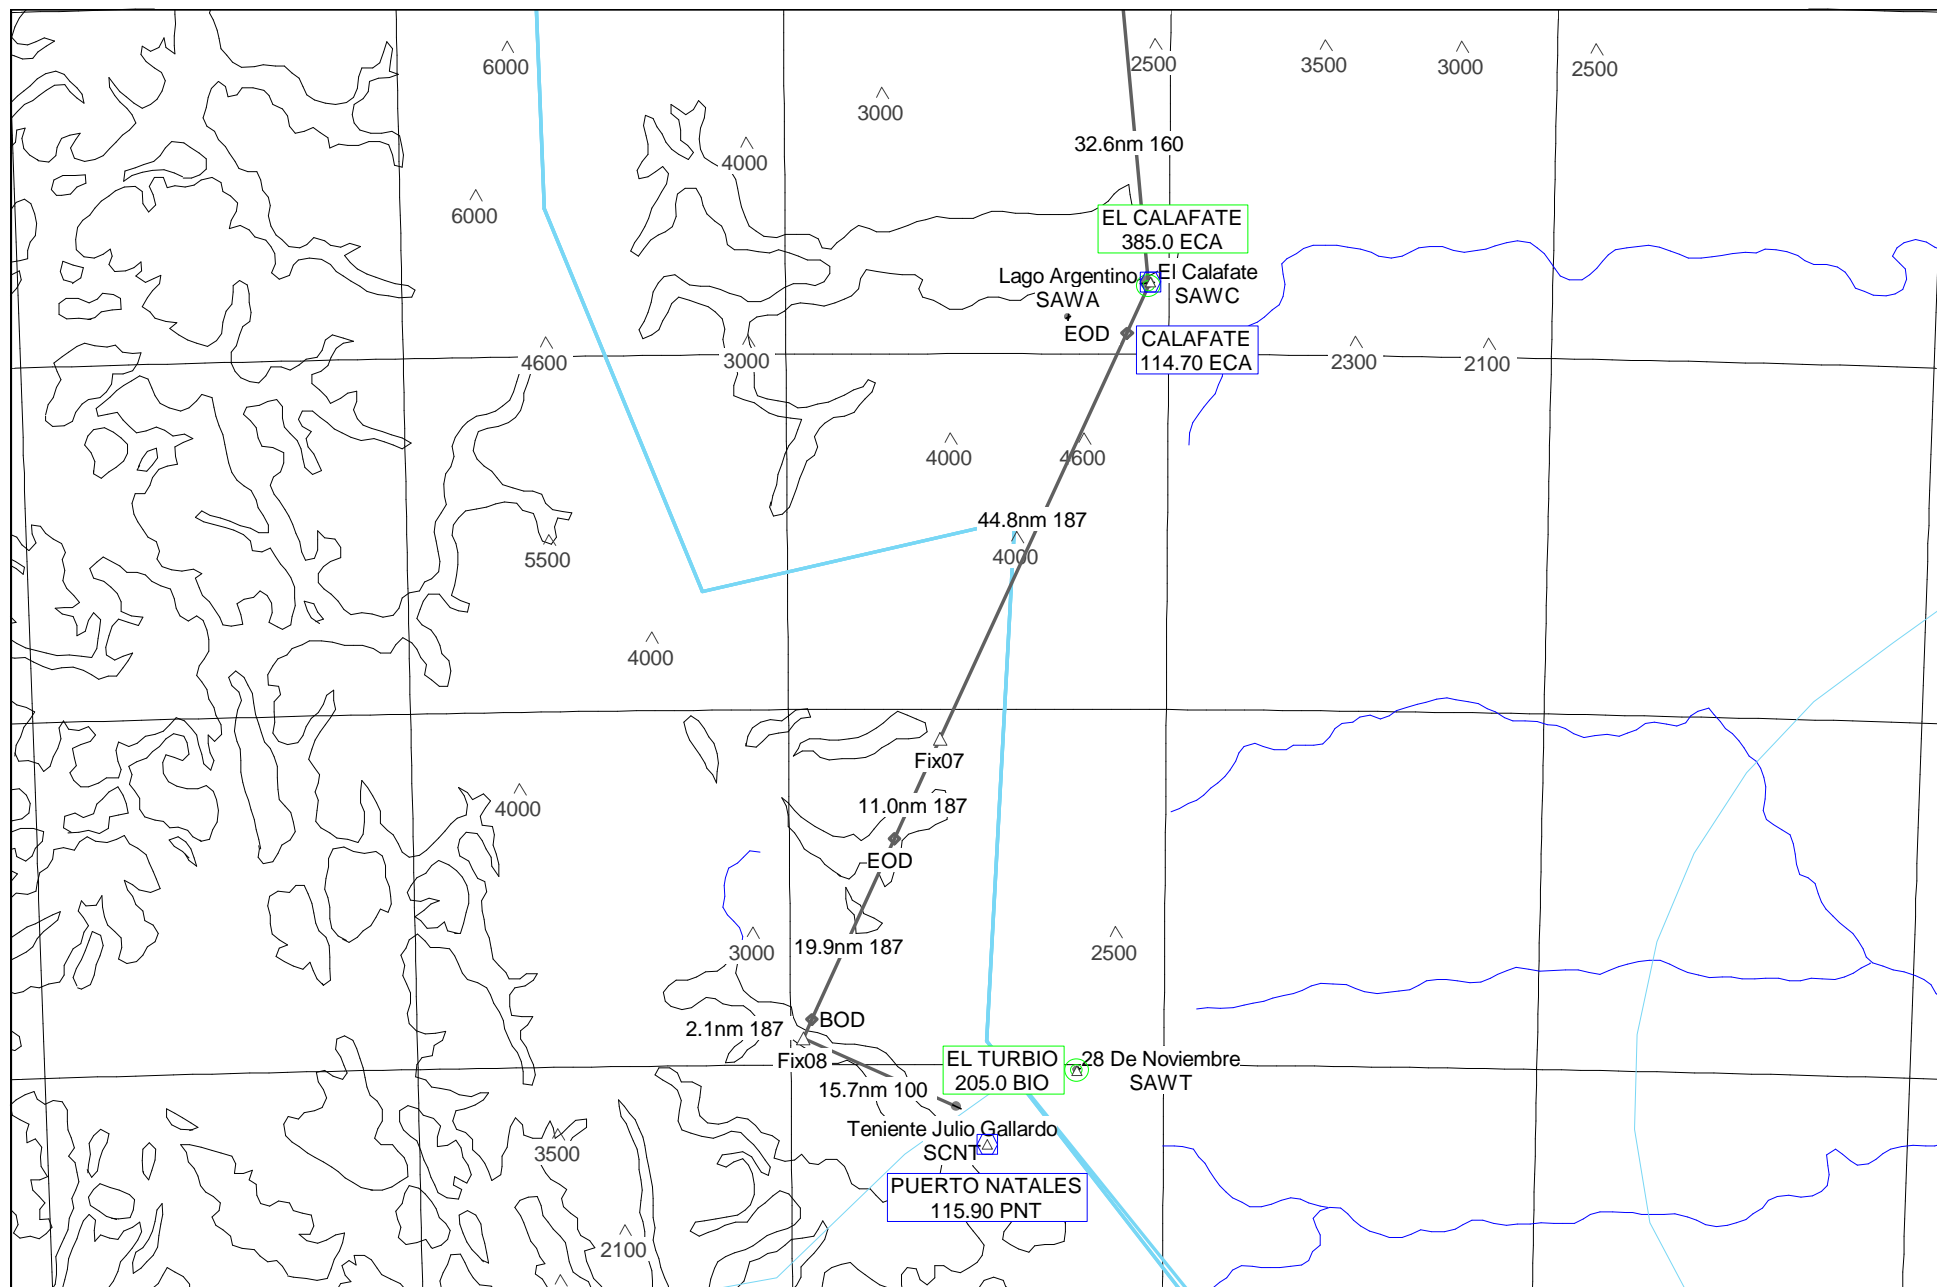 6000
2500
3500
3000
2500
3000
32.6nm 160
4000
6000
EL CALAFATE
385.0 ECA
Lago Argentino
SAWA
El Calafate
SAWC
EOD
CALAFATE
114.70 ECA
4600
3000
2300
2100
4000
4600
44.8nm 187
4000
5500
4000
Fix07
11.0nm 187
4000
EOD
19.9nm 187
3000
2500
BOD
2.1nm 187
Fix08
EL TURBIO
205.0 BIO
28 De Noviembre
SAWT
15.7nm 100
Teniente Julio Gallardo
SCNT
3500
PUERTO NATALES
115.90 PNT
2100